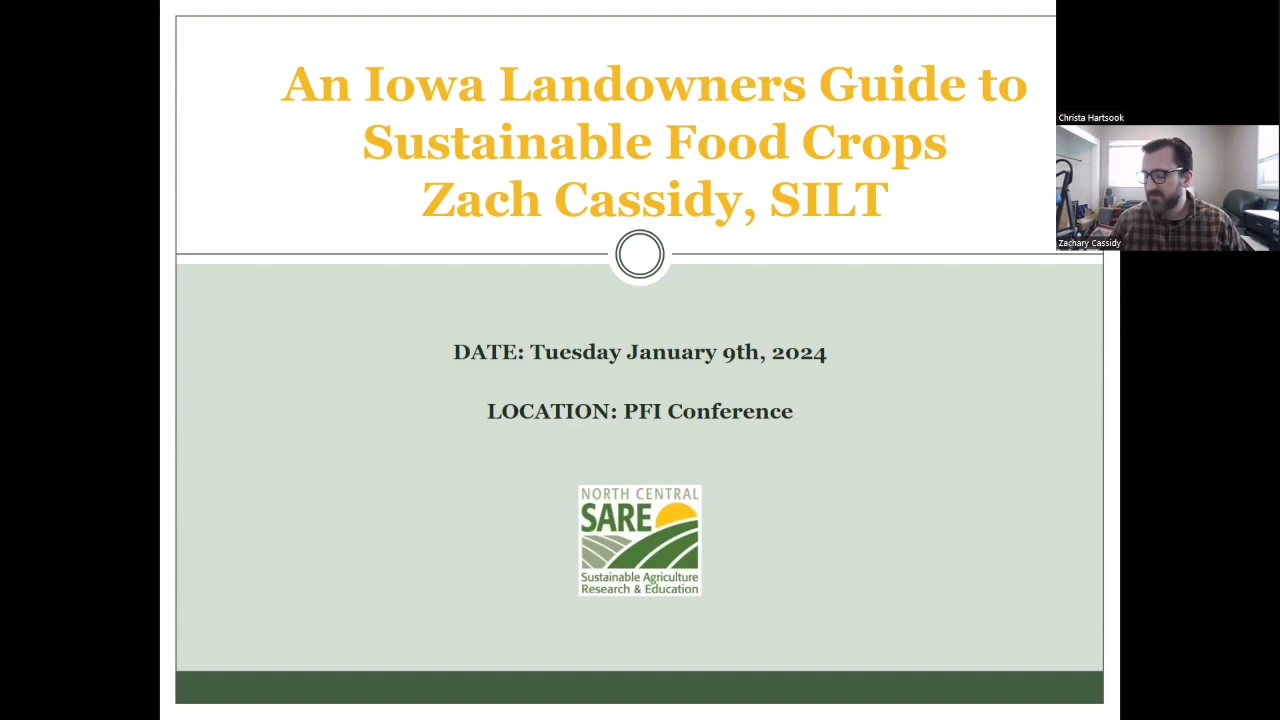 An Iowa Landowners Guide to
Sustainable Food Crops
Zach Cassidy, SILT
Christa Hartsook
Zachary Cassidy
DATE: Tuesday January 9th, 2024
LOCATION: PFI Conference
NORTH CENTRAL
SARE
Sustainable Agriculture
Research & Education